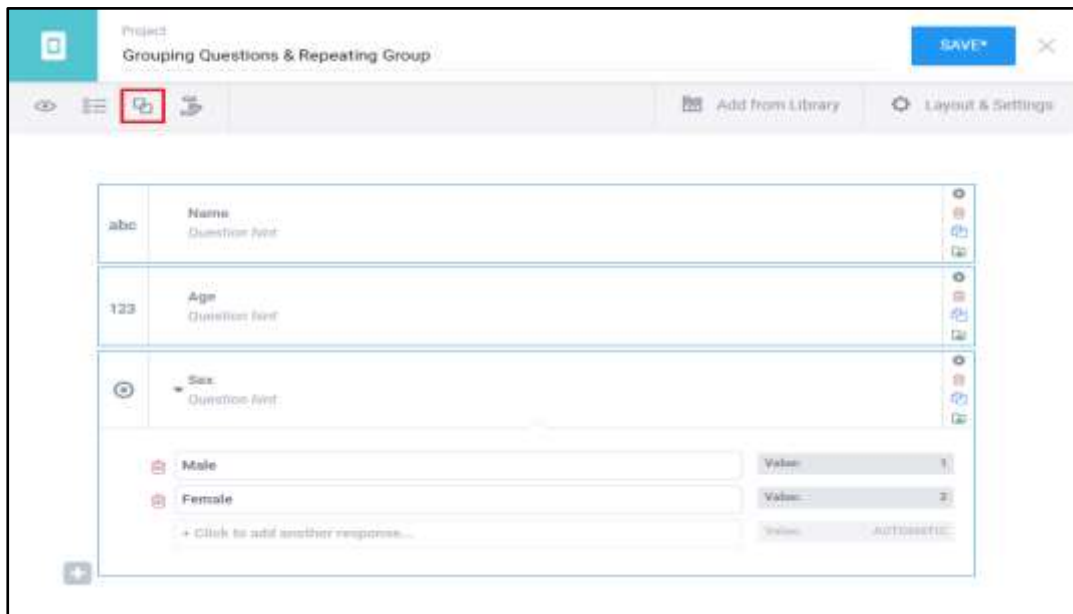 Project
Grouping Questions & Repeating Group
SAVE*
Add from Library
Layout & Settings
abc
Name
Question hint
123
Age
Question hint
Sex
Question hint
Male
Value: 1
Female
Value: 2
+ Click to add another response...
Value: AUTOMATIC